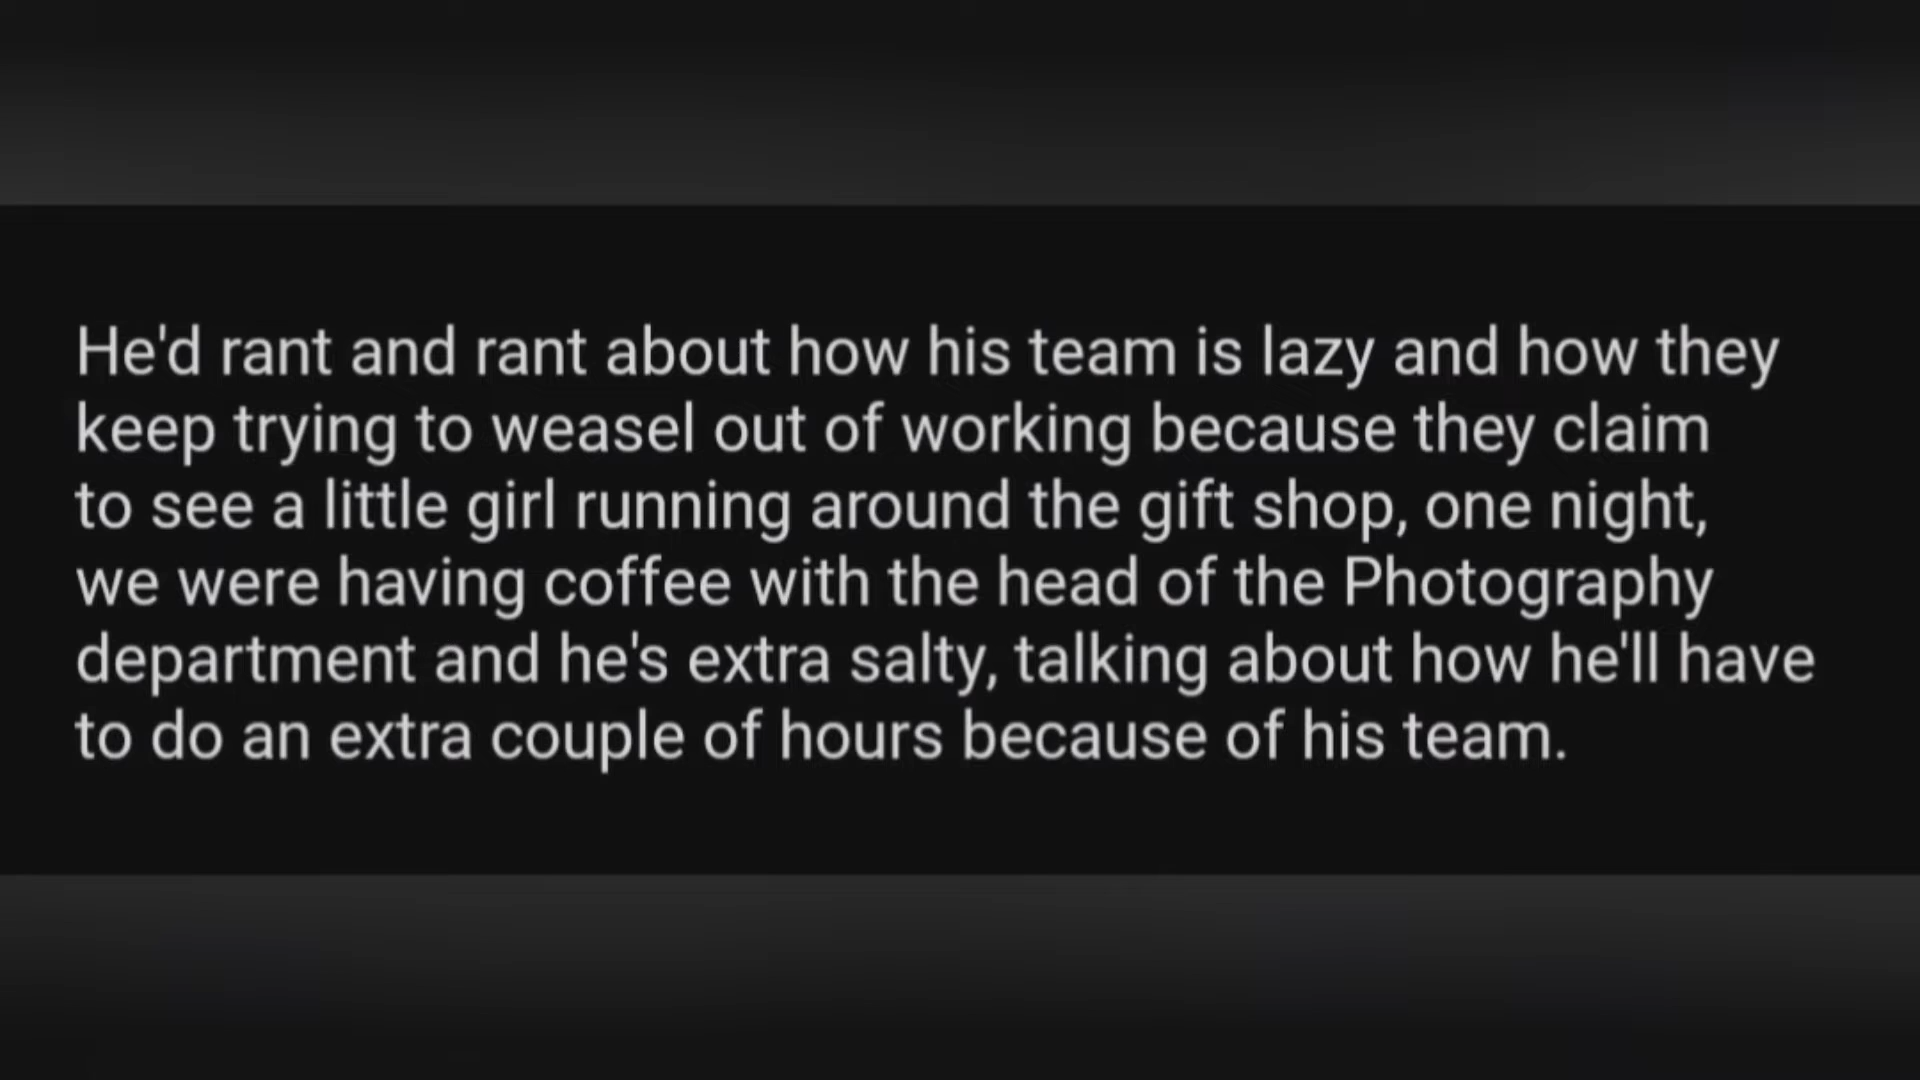 He'd rant and rant about how his team is lazy and how they
keep trying to weasel out of working because they claim
to see a little girl running around the gift shop, one night,
we were having coffee with the head of the Photography
department and he's extra salty, talking about how he'll have
to do an extra couple of hours because of his team.